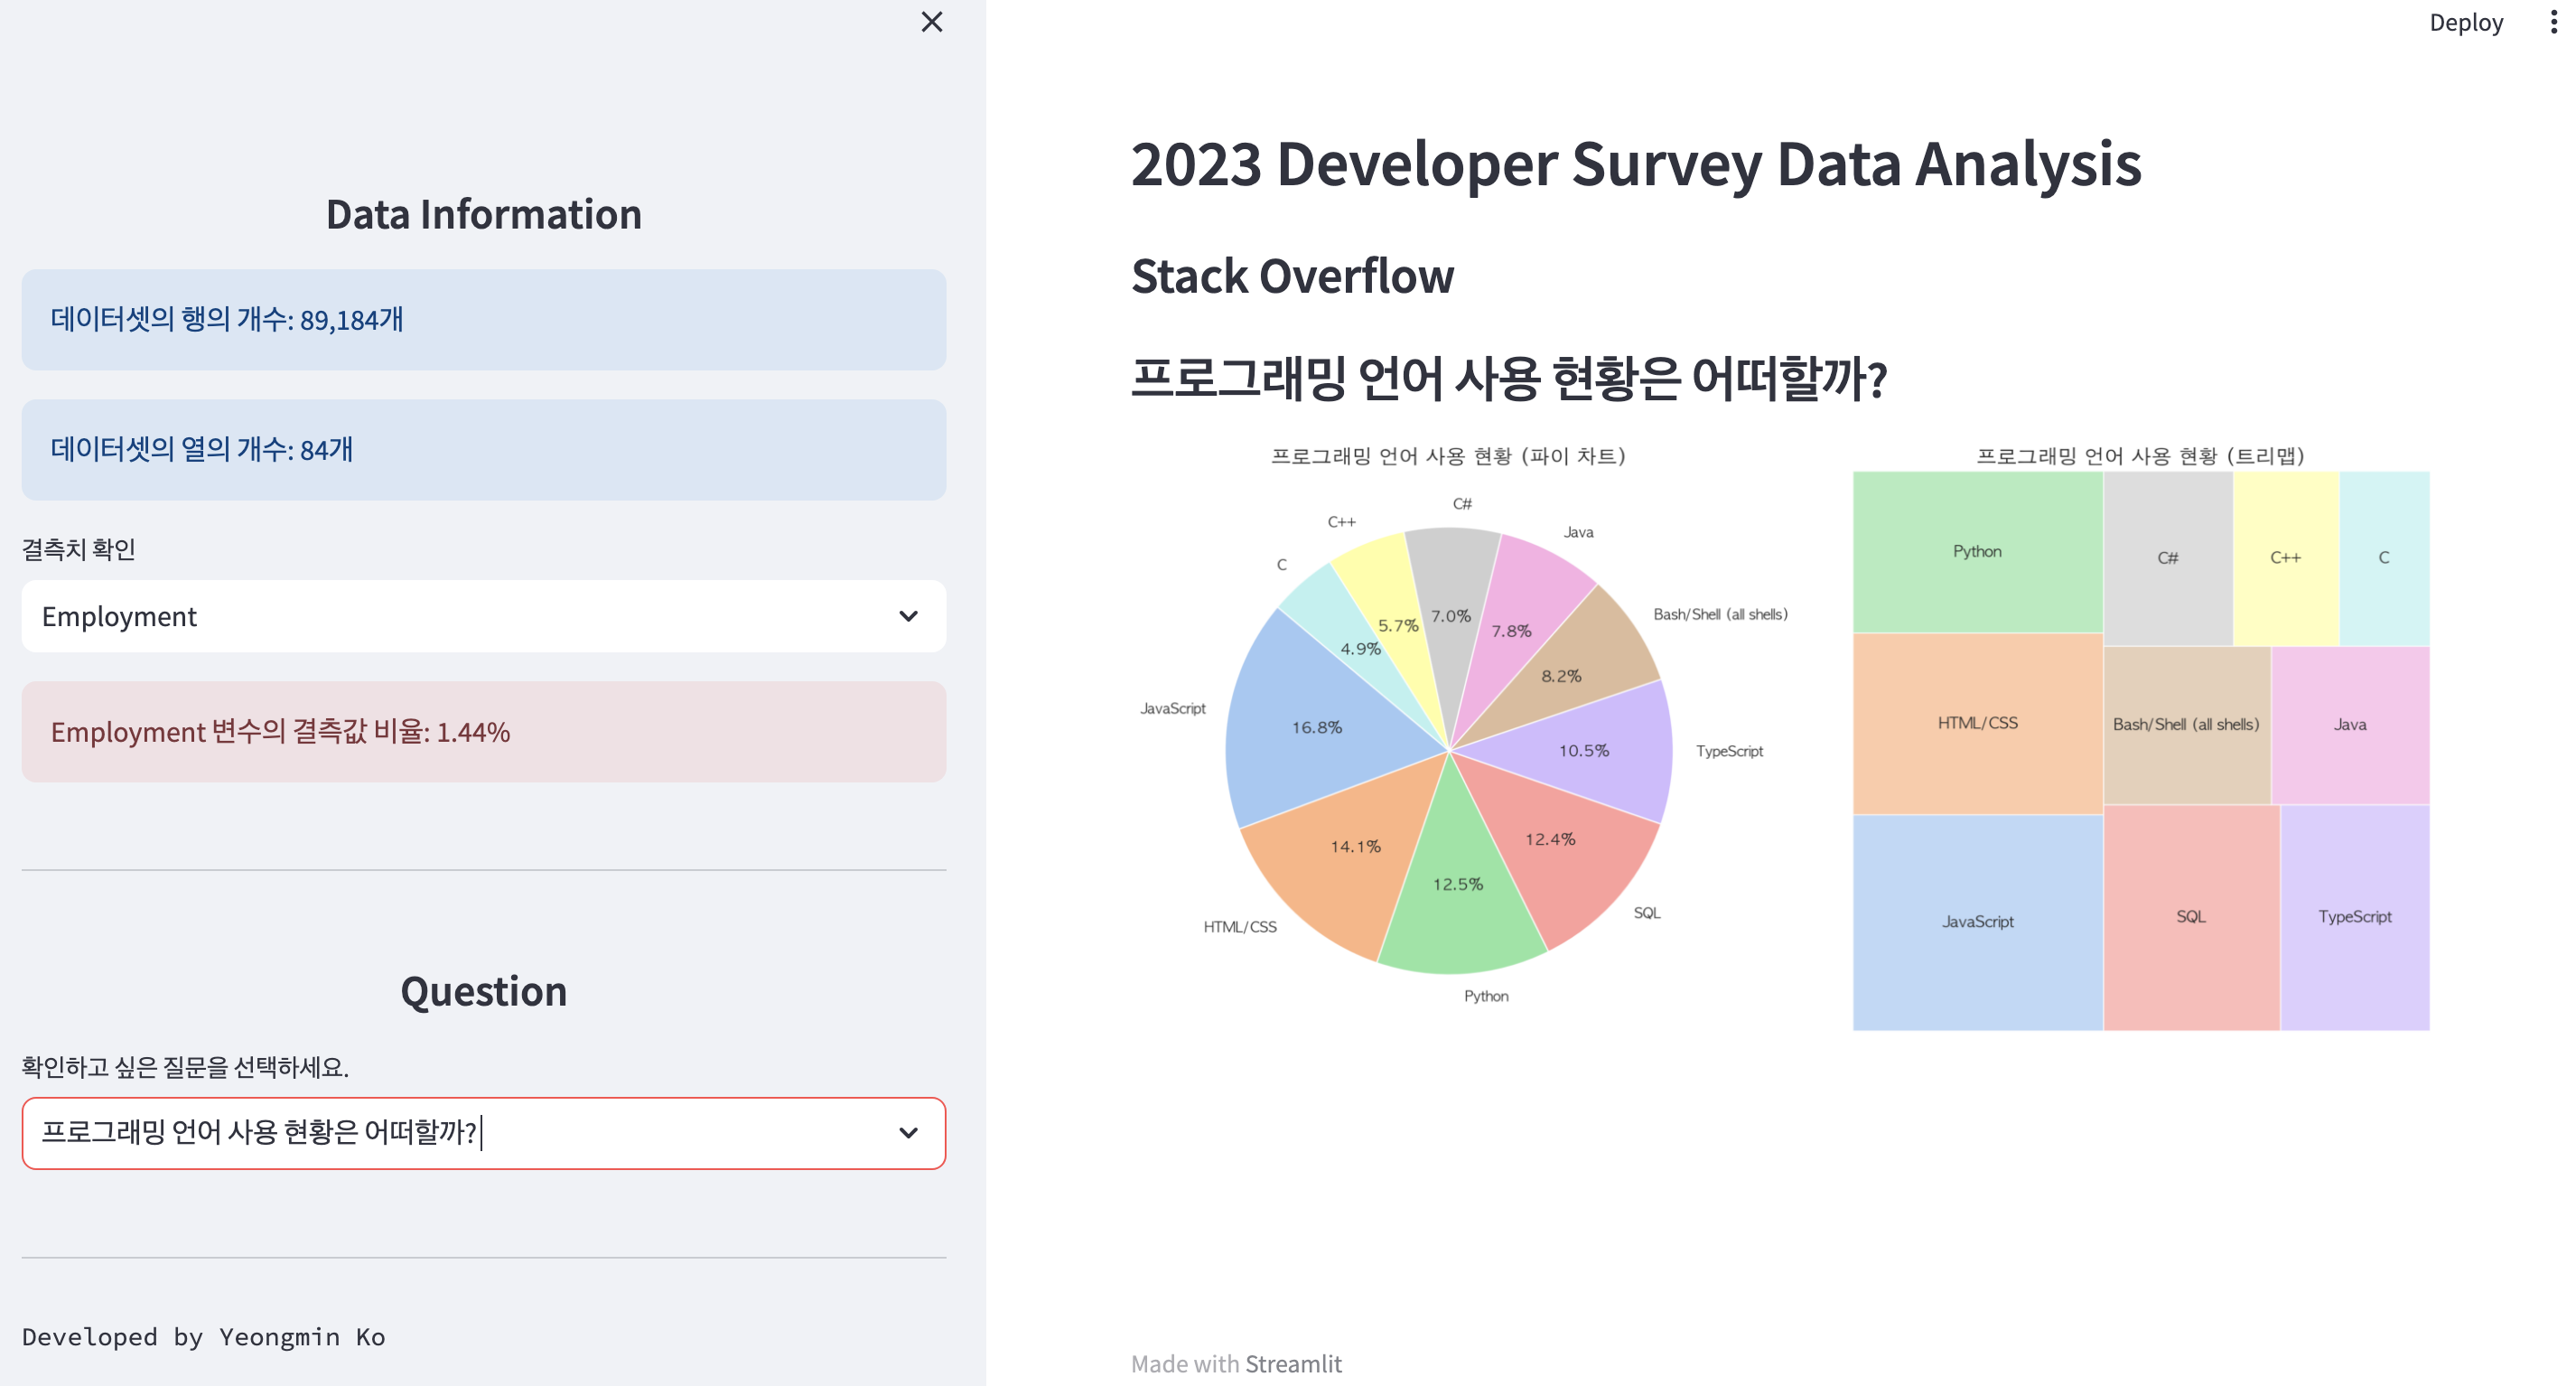 Deploy
Data Information
데이터셋의 행의 개수: 89,184개
데이터셋의 열의 개수: 84개
결측치 확인
Employment
Employment 변수의 결측값 비율: 1.44%
Question
확인하고 싶은 질문을 선택하세요.
프로그래밍 언어 사용 현황은 어떠할까?
Developed by Yeongmin Ko
2023 Developer Survey Data Analysis
Stack Overflow
프로그래밍 언어 사용 현황은 어떠할까?
프로그래밍 언어 사용 현황 (파이 차트)
C#
C++
Java
C
Bash/Shell (all shells)
7.0%
5.7%
7.8%
4.9%
8.2%
JavaScript
16.8%
10.5%
TypeScript
14.1%
12.4%
12.5%
SQL
HTML/CSS
Python
프로그래밍 언어 사용 현황 (트리맵)
Python
C#
C++
C
HTML/CSS
Bash/Shell (all shells)
Java
JavaScript
SQL
TypeScript
Made with Streamlit